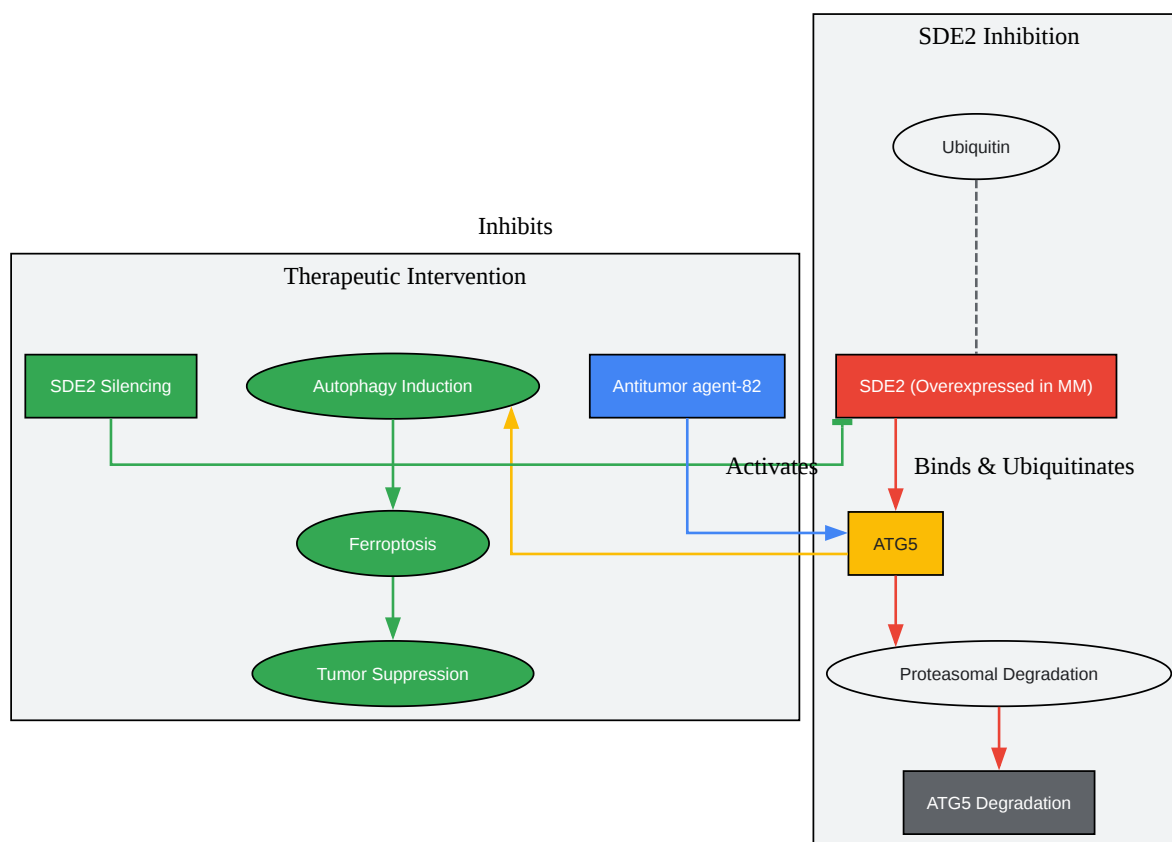 SDE2 Inhibition
Ubiquitin
Inhibits
Therapeutic Intervention
SDE2 Silencing
Autophagy Induction
Antitumor agent-82
SDE2 (Overexpressed in MM)
Activates
Binds & Ubiquitinates
Ferroptosis
ATG5
Tumor Suppression
Proteasomal Degradation
ATG5 Degradation